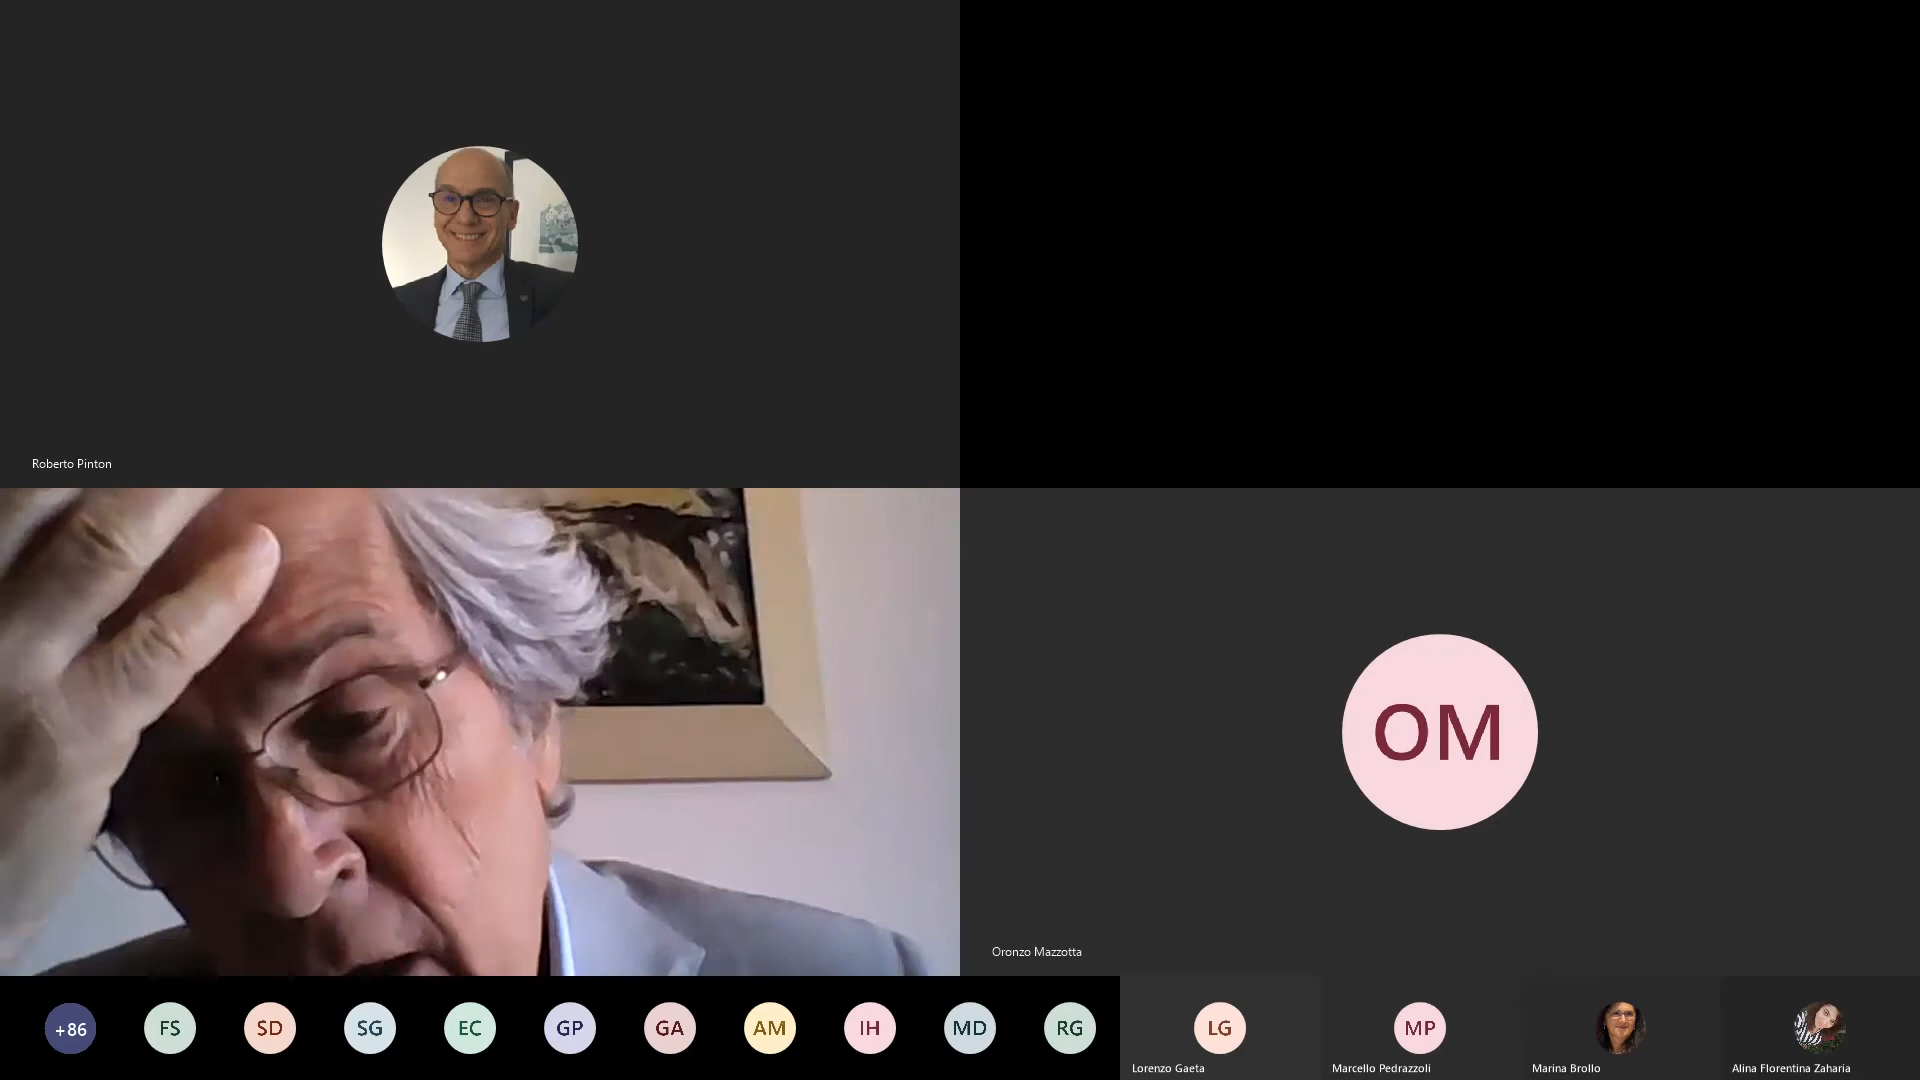 Roberto Pinton
OM
Oronzo Mazzotta
+86
FS
SD
SG
EC
GP
GA
AM
IH
MD
RG
LG
MP
Lorenzo Gaeta
Marcello Pedrazzoli
Marina Brollo
Alina Florentina Zaharia